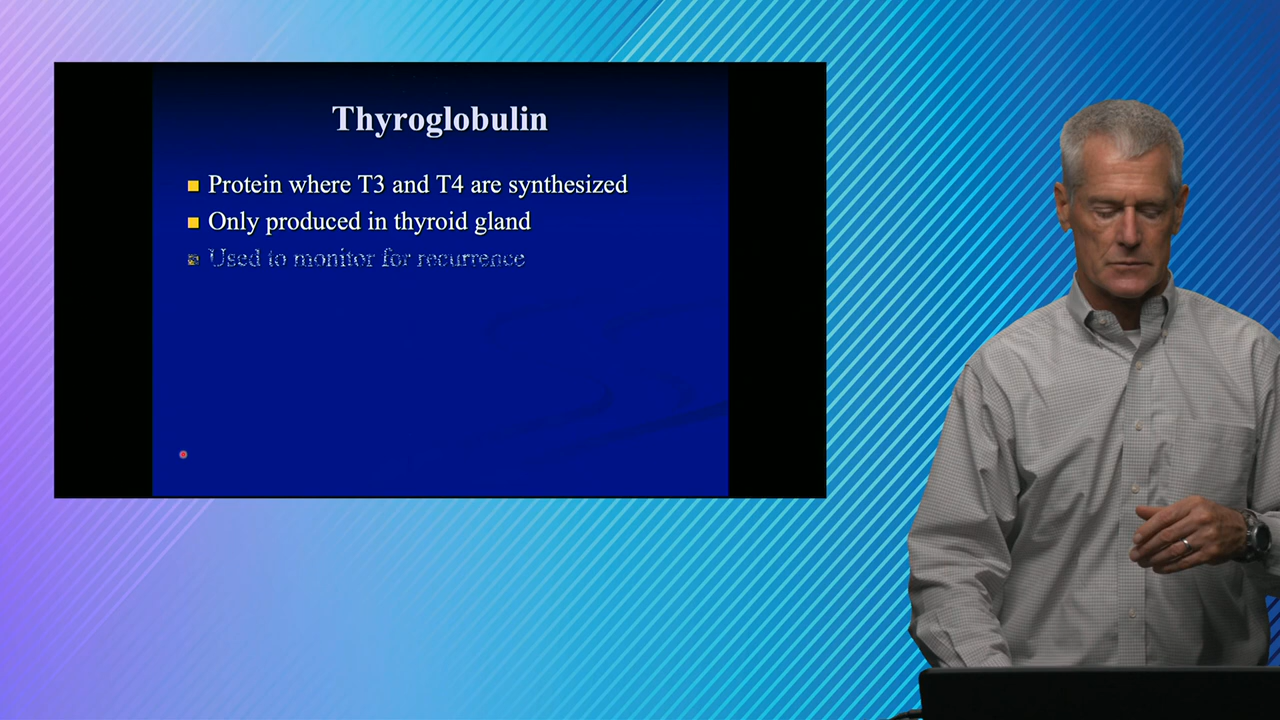 Thyroglobulin
Protein where T3 and T4 are synthesized
Only produced in thyroid gland
Used to monitor for recurrence